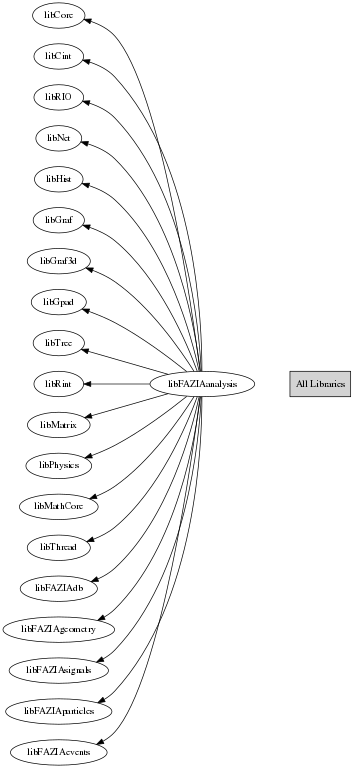 libCore
libCint
libRIO
libNet
libHist
libGraf
libGraf3d
libGpad
libTree
libRint
libFAZIAanalysis
All Libraries
libMatrix
libPhysics
libMathCore
libThread
libFAZIAdb
libFAZIAgeometry
libFAZIAsignals
libFAZIAparticles
libFAZIAevents